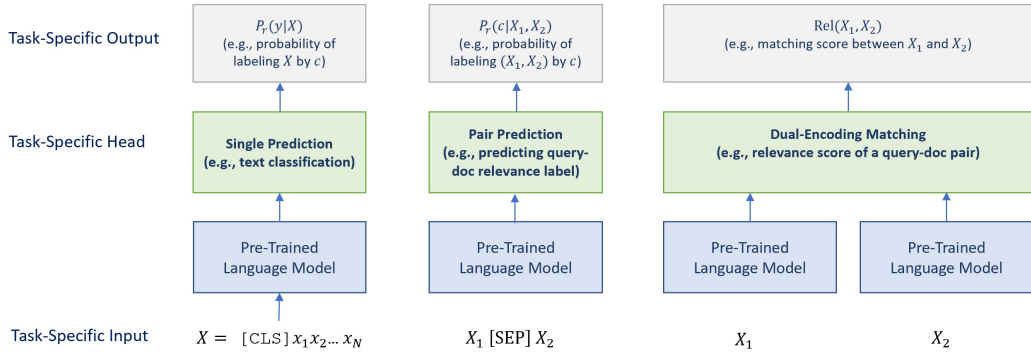 Task-Specific Output
P_r(y|X)
(e.g., probability of
labeling X by c)
P_r(c|X_1, X_2)
(e.g., probability of
labeling (X_1, X_2) by c)
Rel(X_1, X_2)
(e.g., matching score between X_1 and X_2)
Task-Specific Head
Single Prediction
(e.g., text classification)
Pair Prediction
(e.g., predicting query-
doc relevance label)
Dual-Encoding Matching
(e.g., relevance score of a query-doc pair)
Pre-Trained
Language Model
Pre-Trained
Language Model
Pre-Trained
Language Model
Pre-Trained
Language Model
Task-Specific Input
X = [CLS] x_1 x_2 ... x_N
X_1 [SEP] X_2
X_1
X_2